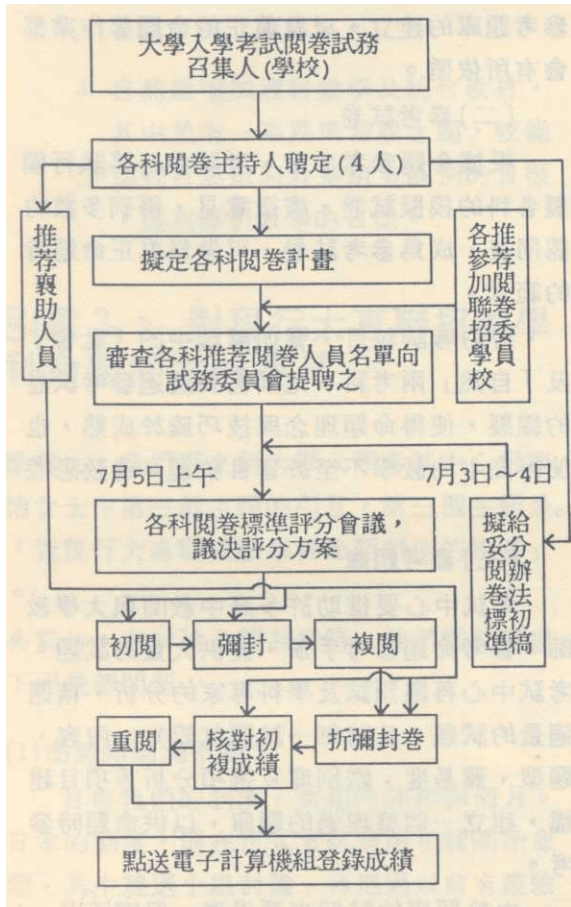 大學入學考試閱卷試務
召集人(學校)
各科閱卷主持人聘定(4人)
推荐襄助人員
擬定各科閱卷計畫
推荐閱卷委員
各參加聯招學校
審查各科推荐閱卷人員名單向
試務委員會提聘之
7月5日上午
7月3日～4日
各科閱卷標準評分會議，
議決評分方案
給分辦法初稿
擬妥閱卷標準
初閱
彌封
複閱
重閱
核對初
複成績
折彌封卷
點送電子計算機組登錄成績